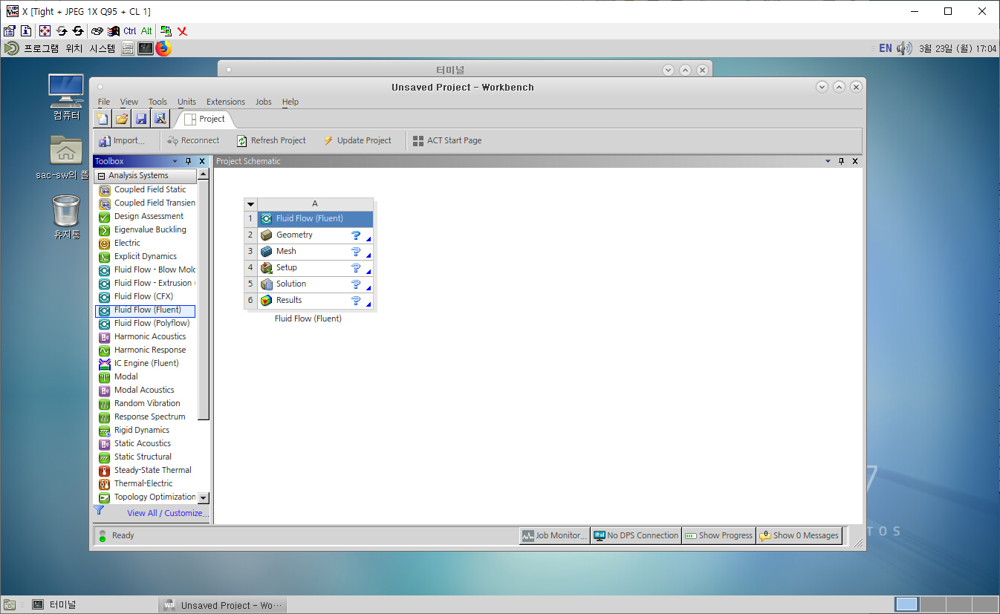 X [Tight + JPEG 1X Q95 + CL 1]
Ctrl Alt
프로그램 위치 시스템 EN 3월 23일 (월) 17:04
터미널
Unsaved Project - Workbench
컴퓨터
File View Tools Units Extensions Jobs Help
Project
Import... Reconnect Refresh Project Update Project ACT Start Page
Toolbox
Project Schematic
sac-sw의 폴
휴지통
Analysis Systems
Coupled Field Static
Coupled Field Transien
Design Assessment
Eigenvalue Buckling
Electric
Explicit Dynamics
Fluid Flow - Blow Mold
Fluid Flow - Extrusion (
Fluid Flow (CFX)
Fluid Flow (Fluent)
Fluid Flow (Polyflow)
Harmonic Acoustics
Harmonic Response
IC Engine (Fluent)
Modal
Modal Acoustics
Random Vibration
Response Spectrum
Rigid Dynamics
Static Acoustics
Static Structural
Steady-State Thermal
Thermal-Electric
Topology Optimization
View All / Customize...
A
1 Fluid Flow (Fluent)
2 Geometry ?
3 Mesh ?
4 Setup ?
5 Solution ?
6 Results ?
Fluid Flow (Fluent)
7
TOS
Ready Job Monitor... No DPS Connection Show Progress Show 0 Messages
터미널 WB Unsaved Project - Wo...